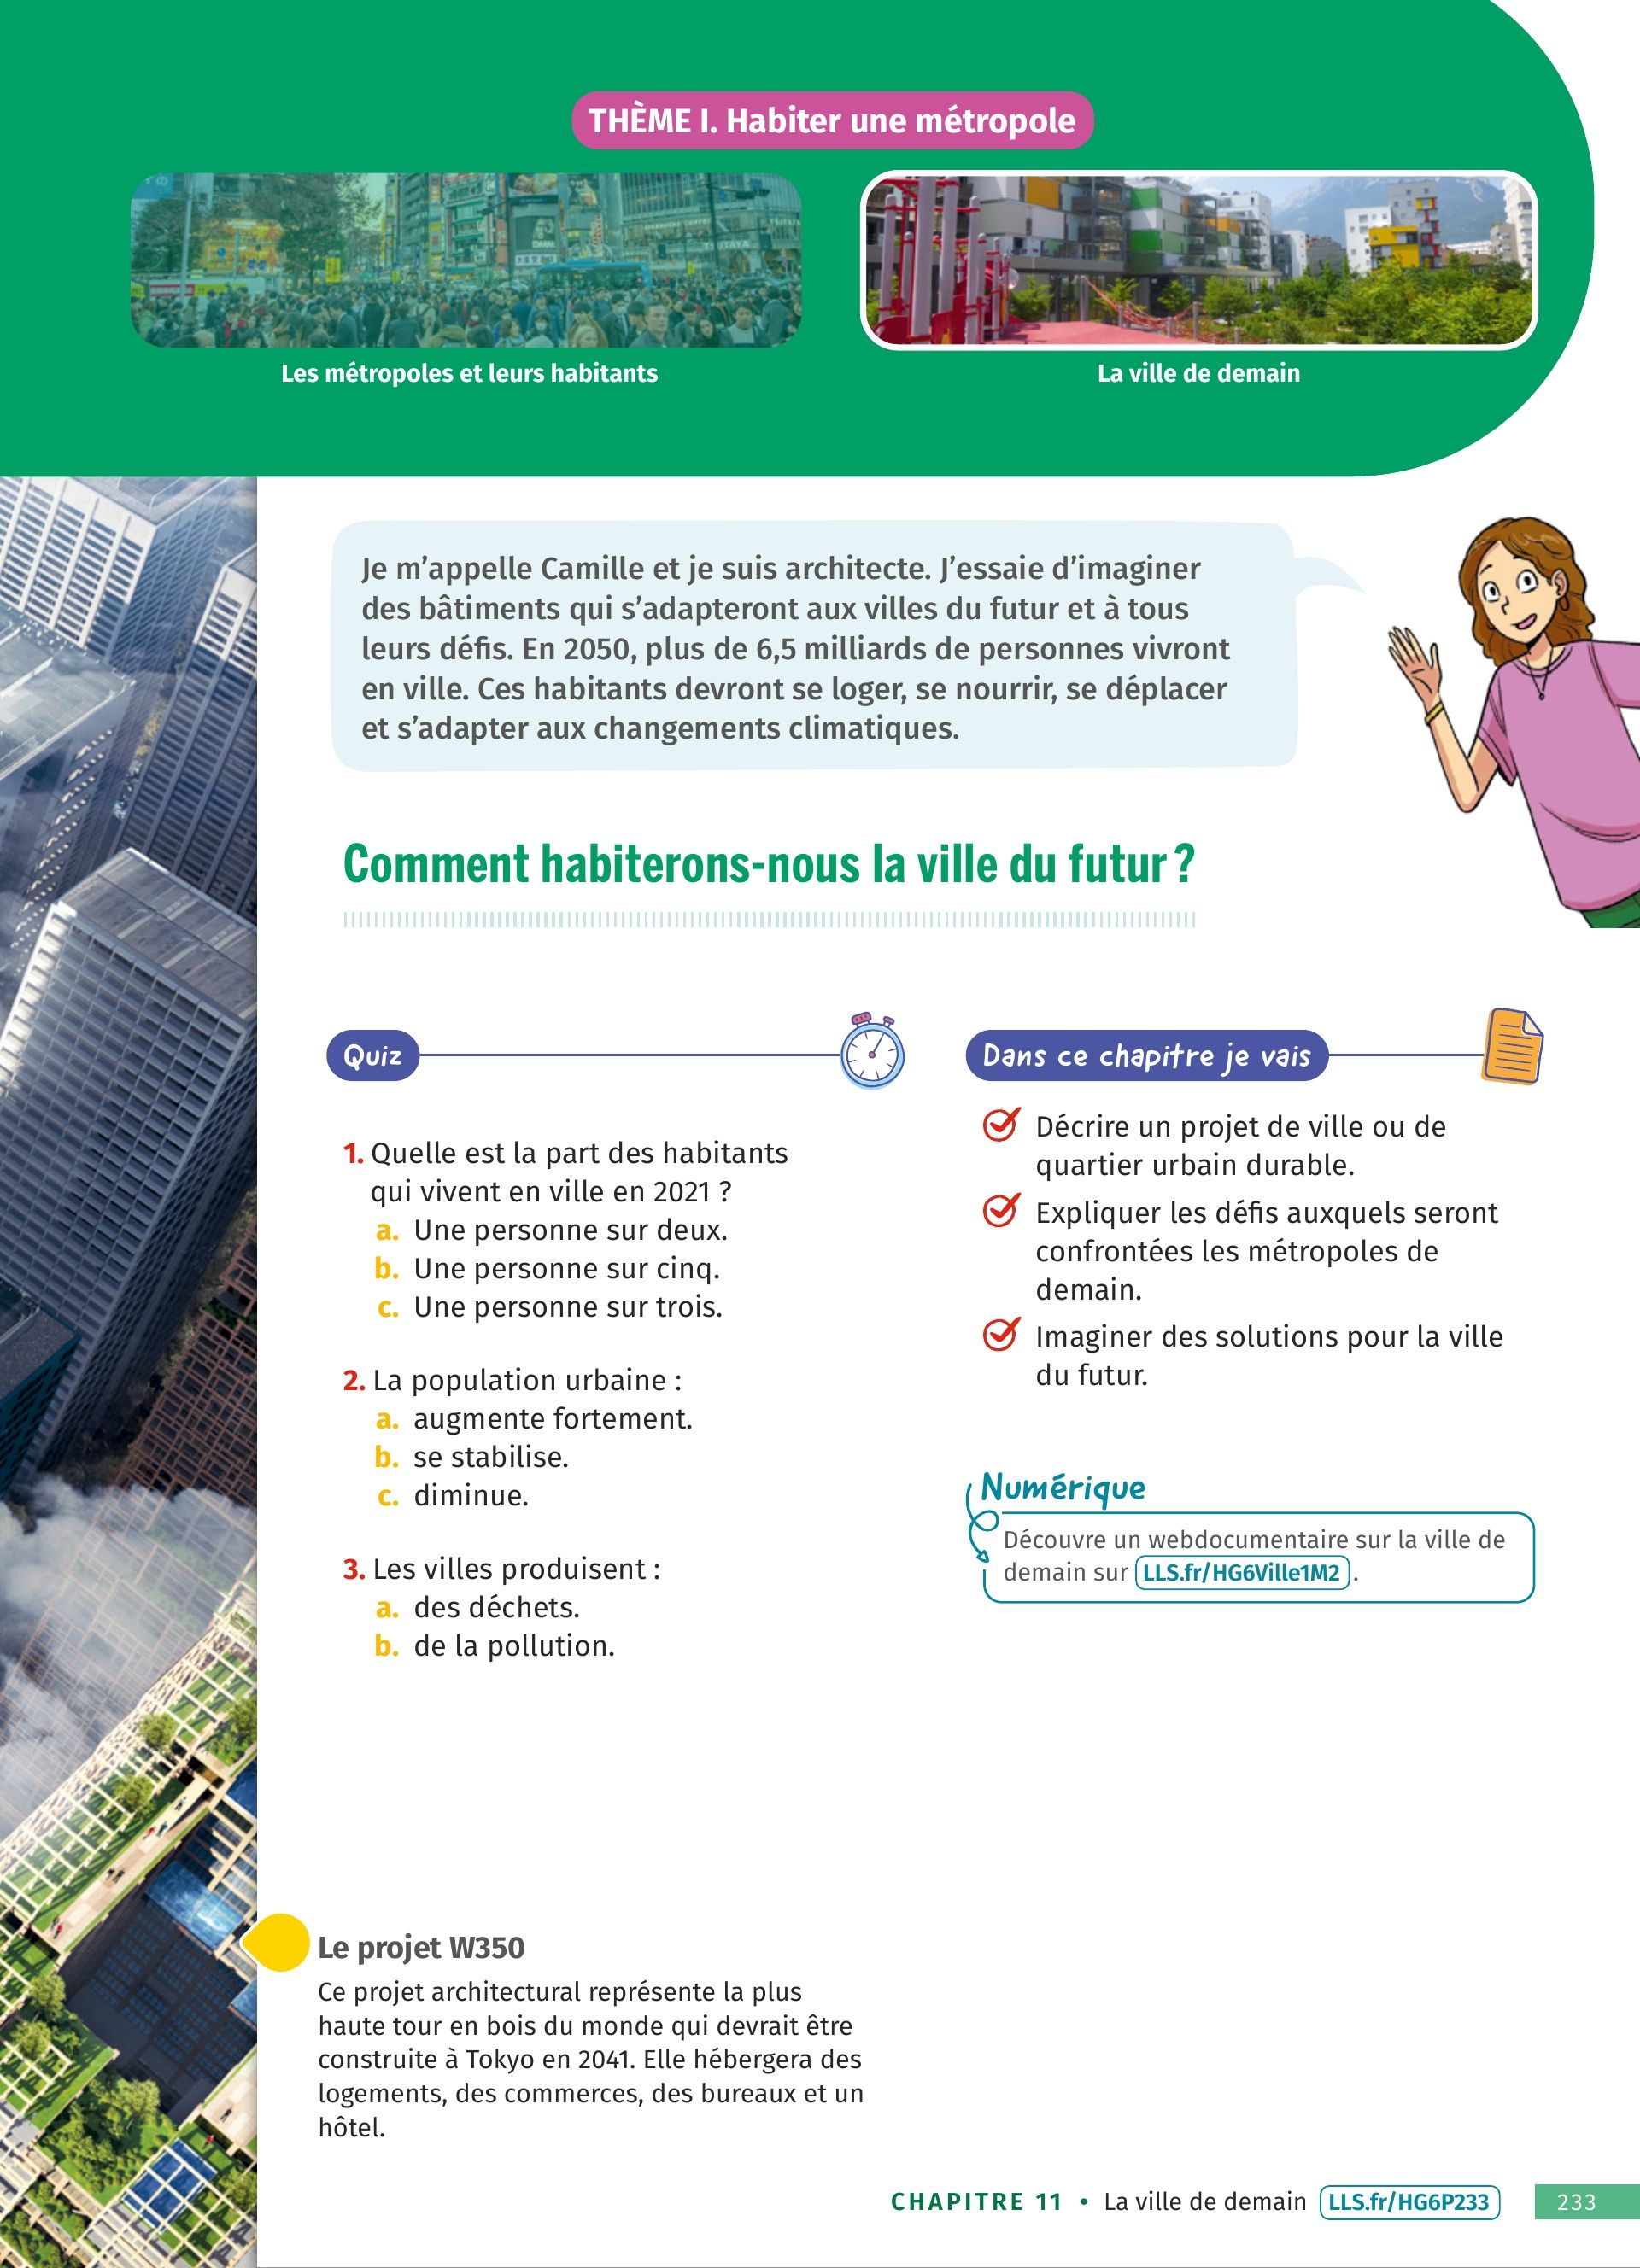 THÈME I. Habiter une métropole
Les métropoles et leurs habitants
La ville de demain
Je m'appelle Camille et je suis architecte. J'essaie d'imaginer
des bâtiments qui s'adapteront aux villes du futur et à tous
leurs défis. En 2050, plus de 6,5 milliards de personnes vivront
en ville. Ces habitants devront se loger, se nourrir, se déplacer
et s'adapter aux changements climatiques.
Comment habiterons-nous la ville du futur ?
Quiz
1. Quelle est la part des habitants
qui vivent en ville en 2021 ?
a. Une personne sur deux.
b. Une personne sur cinq.
c. Une personne sur trois.
2. La population urbaine :
a. augmente fortement.
b. se stabilise.
c. diminue.
3. Les villes produisent :
a. des déchets.
b. de la pollution.
Dans ce chapitre je vais
Décrire un projet de ville ou de
quartier urbain durable.
Expliquer les défis auxquels seront
confrontées les métropoles de
demain.
Imaginer des solutions pour la ville
du futur.
Numérique
Découvre un webdocumentaire sur la ville de
demain sur LLS.fr/HG6Ville1M2 .
Le projet W350
Ce projet architectural représente la plus
haute tour en bois du monde qui devrait être
construite à Tokyo en 2041. Elle hébergera des
logements, des commerces, des bureaux et un
hôtel.
CHAPITRE 11 • La ville de demain LLS.fr/HG6P233 233